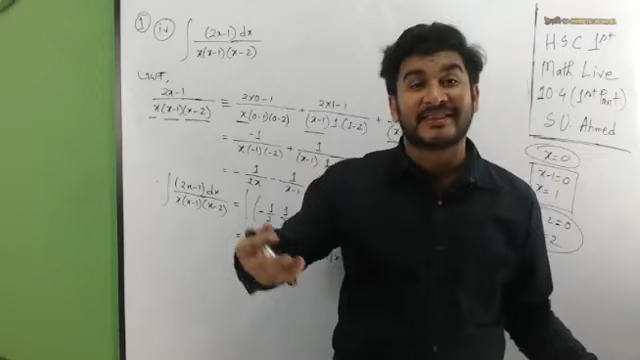 ① iv) ∫ (2x-1) dx / x(x-1)(x-2)
2x-1 / x(x-1)(x-2) ≡ 2×0-1 / x(0-1)(0-2) + 2×1-1 / (x-1)1(1-2) +
= -1 / x(-1)(-2) + 1 / (x-1)1
= - 1/2x - 1/x-1
∫ (2x-1) dx / x(x-1)(x-2) = ∫ (- 1/2
=
HSC 1st
Math Live
10 4 (1st Part)
SD. Ahmed
x=0
x-1=0
x=1
2=0
=2